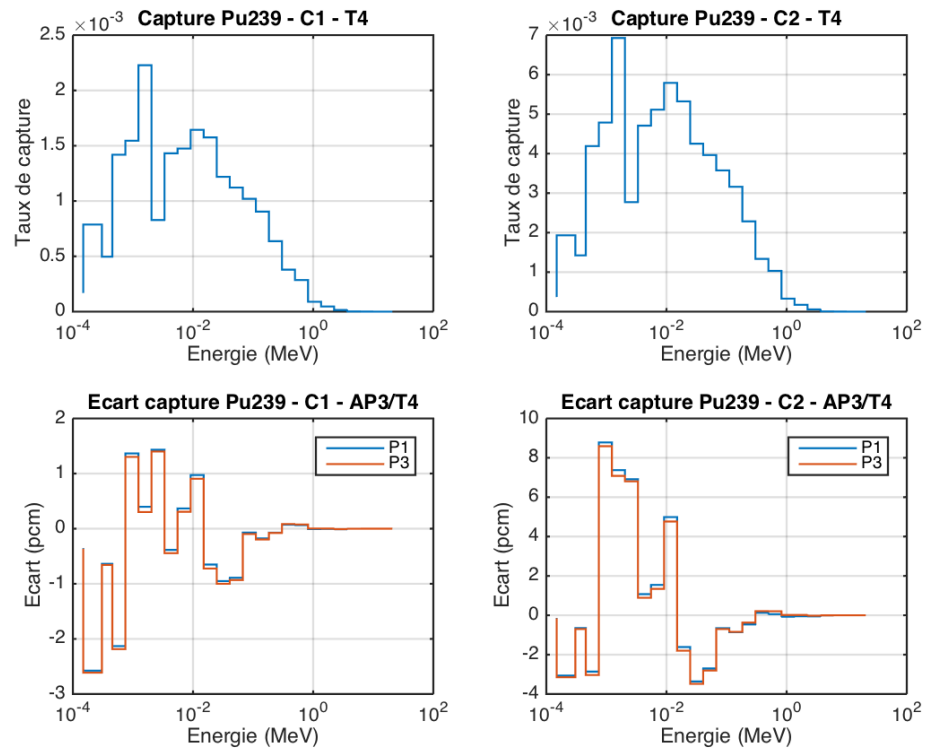 Capture Pu239 - C1 - T4
×10-3
Taux de capture
2.5
2
1.5
1
0.5
0
10-4
10-2
100
102
Energie (MeV)
Capture Pu239 - C2 - T4
×10-3
Taux de capture
7
6
5
4
3
2
1
0
10-4
10-2
100
102
Energie (MeV)
Ecart capture Pu239 - C1 - AP3/T4
Ecart (pcm)
2
1
0
-1
-2
-3
P1
P3
10-4
10-2
100
102
Energie (MeV)
Ecart capture Pu239 - C2 - AP3/T4
Ecart (pcm)
10
8
6
4
2
0
-2
-4
P1
P3
10-4
10-2
100
102
Energie (MeV)